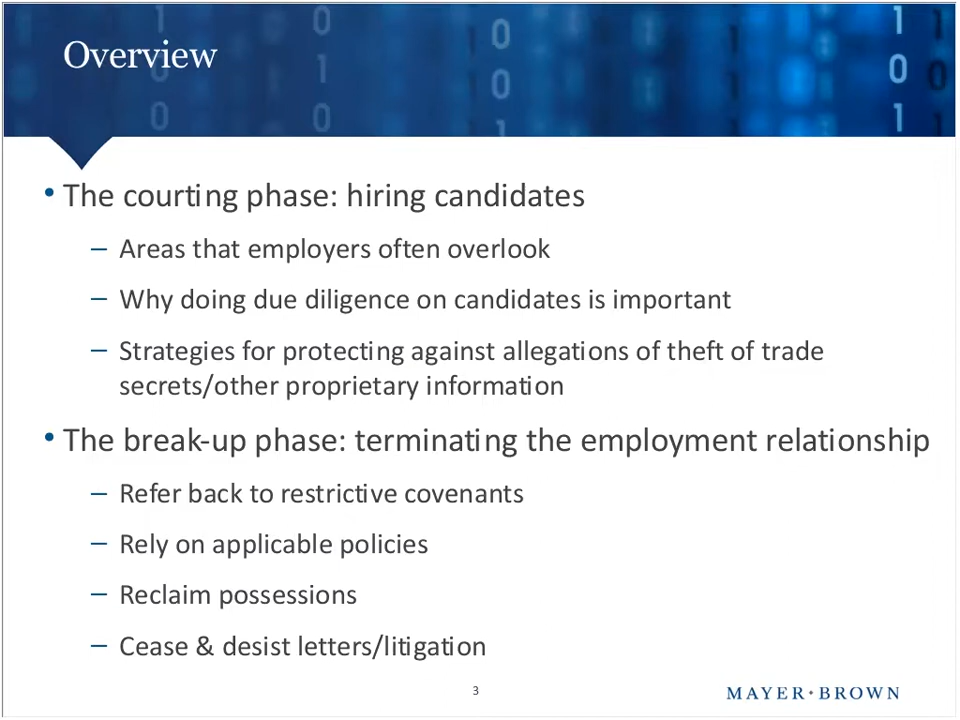 Overview
• The courting phase: hiring candidates
– Areas that employers often overlook
– Why doing due diligence on candidates is important
– Strategies for protecting against allegations of theft of trade
secrets/other proprietary information
• The break-up phase: terminating the employment relationship
– Refer back to restrictive covenants
– Rely on applicable policies
– Reclaim possessions
– Cease & desist letters/litigation
3
MAYER•BROWN